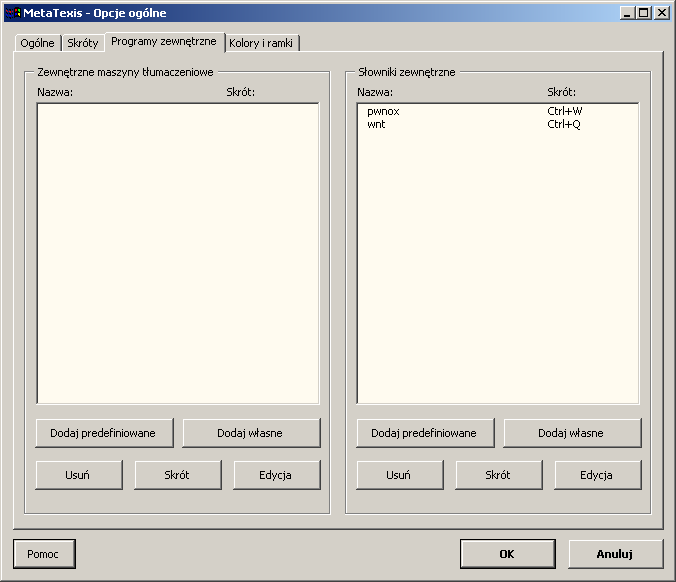 MetaTexis - Opcje ogólne
Ogólne Skróty Programy zewnętrzne Kolory i ramki
Zewnętrzne maszyny tłumaczeniowe
Nazwa: Skrót:
Dodaj predefiniowane Dodaj własne
Usuń Skrót Edycja
Słowniki zewnętrzne
Nazwa: Skrót:
pwnox Ctrl+W
wnt Ctrl+Q
Dodaj predefiniowane Dodaj własne
Usuń Skrót Edycja
Pomoc OK Anuluj